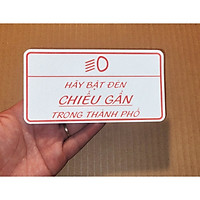 HÃY BẬT ĐÈN
CHIẾU GẦN
TRONG THÀNH PHỐ